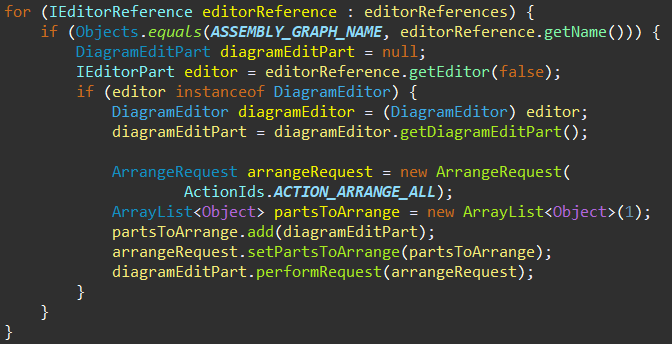 for (IEditorReference editorReference : editorReferences) {
    if (Objects.equals(ASSEMBLY_GRAPH_NAME, editorReference.getName())) {
        DiagramEditPart diagramEditPart = null;
        IEditorPart editor = editorReference.getEditor(false);
        if (editor instanceof DiagramEditor) {
            DiagramEditor diagramEditor = (DiagramEditor) editor;
            diagramEditPart = diagramEditor.getDiagramEditPart();

            ArrangeRequest arrangeRequest = new ArrangeRequest(
                    ActionIds.ACTION_ARRANGE_ALL);
            ArrayList<Object> partsToArrange = new ArrayList<Object>(1);
            partsToArrange.add(diagramEditPart);
            arrangeRequest.setPartsToArrange(partsToArrange);
            diagramEditPart.performRequest(arrangeRequest);
        }
    }
}